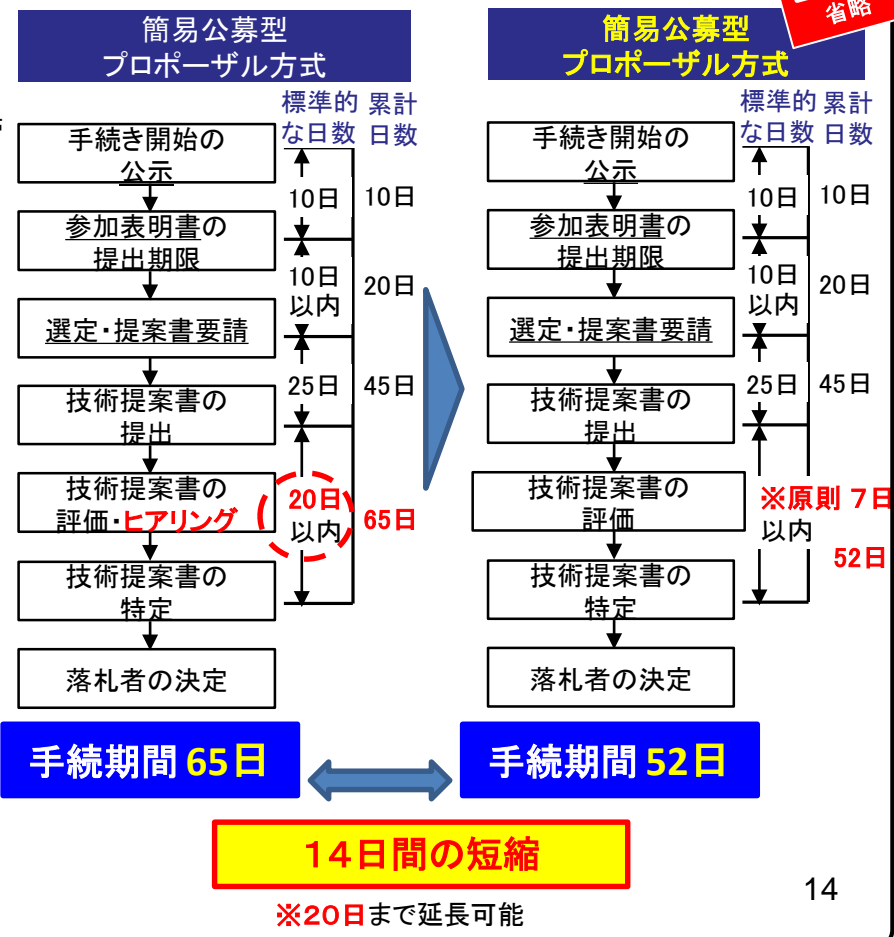 簡易公募型
プロポーザル方式
標準的 累計
な日数 日数
手続き開始の
公示
10日 10日
参加表明書の
提出期限
10日
以内
20日
選定・提案書要請
25日 45日
技術提案書の
提出
技術提案書の
評価・ヒアリング
20日
以内
65日
技術提案書の
特定
落札者の決定
手続期間 65日
省略
簡易公募型
プロポーザル方式
標準的 累計
な日数 日数
手続き開始の
公示
10日 10日
参加表明書の
提出期限
10日
以内
20日
選定・提案書要請
25日 45日
技術提案書の
提出
技術提案書の
評価
※原則 7日
以内
52日
技術提案書の
特定
落札者の決定
手続期間 52日
14日間の短縮
※20日まで延長可能
14